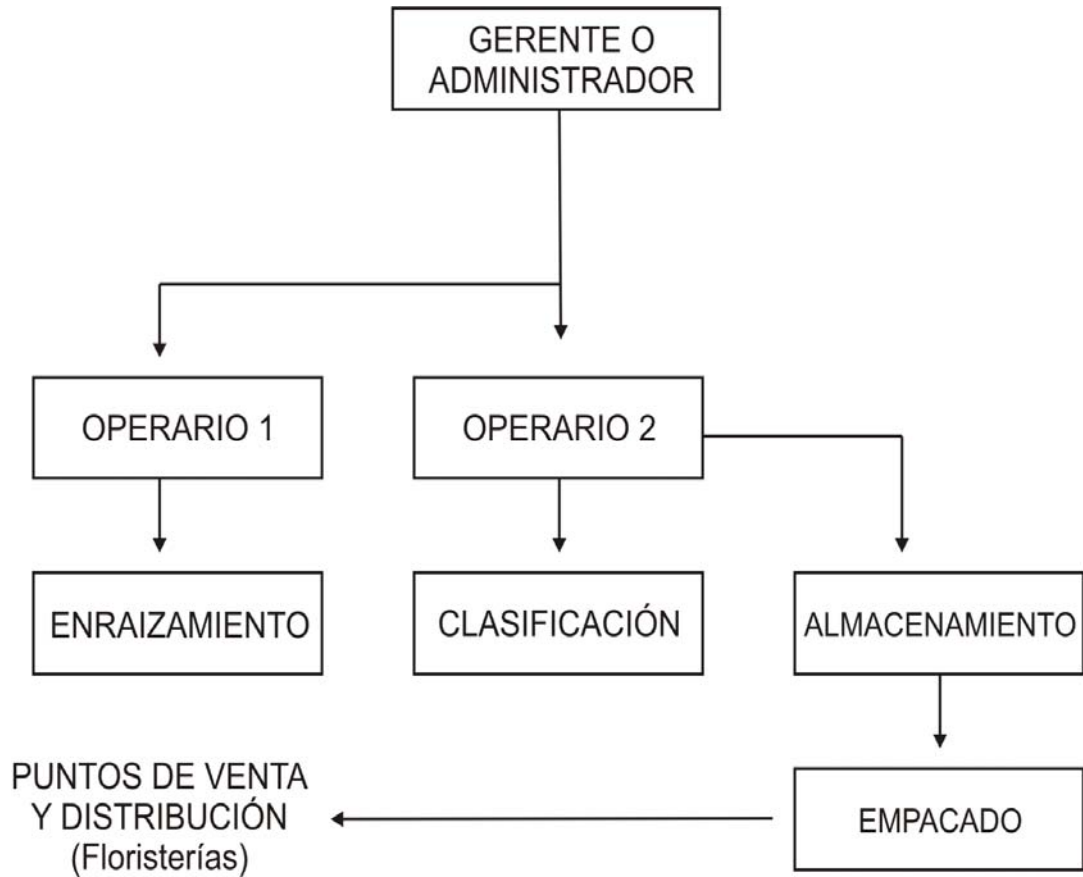 GERENTE O
ADMINISTRADOR
OPERARIO 1
OPERARIO 2
ENRAIZAMIENTO
CLASIFICACIÓN
ALMACENAMIENTO
PUNTOS DE VENTA
Y DISTRIBUCIÓN
(Floristerías)
EMPACADO